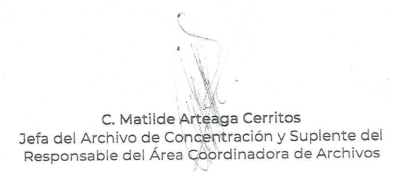 C. Matilde Arteaga Cerritos
Jefa del Archivo de Concentración y Suplente del
Responsable del Área Coordinadora de Archivos